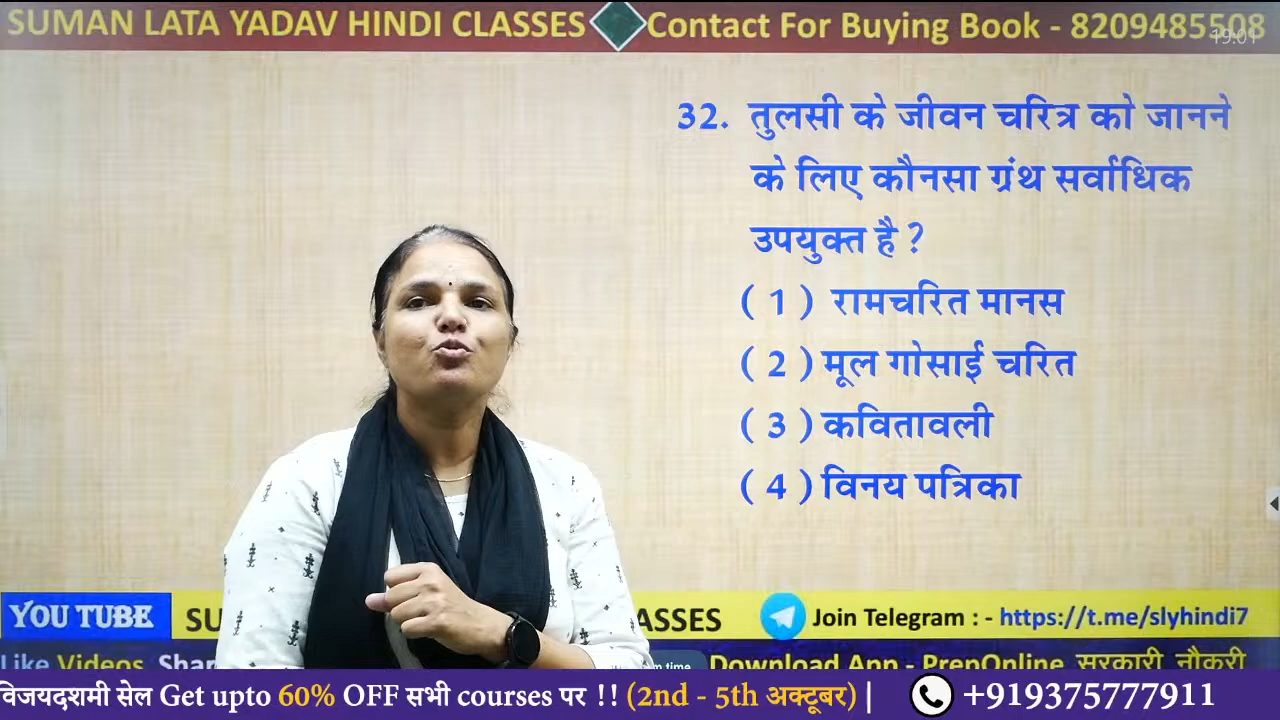 SUMAN LATA YADAV HINDI CLASSES Contact For Buying Book - 8209485508
19:01
32. तुलसी के जीवन चरित्र को जानने
के लिए कौनसा ग्रंथ सर्वाधिक
उपयुक्त है ?
( 1 ) रामचरित मानस
( 2 ) मूल गोसाई चरित
( 3 ) कवितावली
( 4 ) विनय पत्रिका
YOU TUBE SU ASSES Join Telegram : - https://t.me/slyhindi7
Like Videos Shar Download App - PrepOnline सरकारी नौकरी
विजयदशमी सेल Get upto 60% OFF सभी courses पर !! (2nd - 5th अक्टूबर) | +919375777911